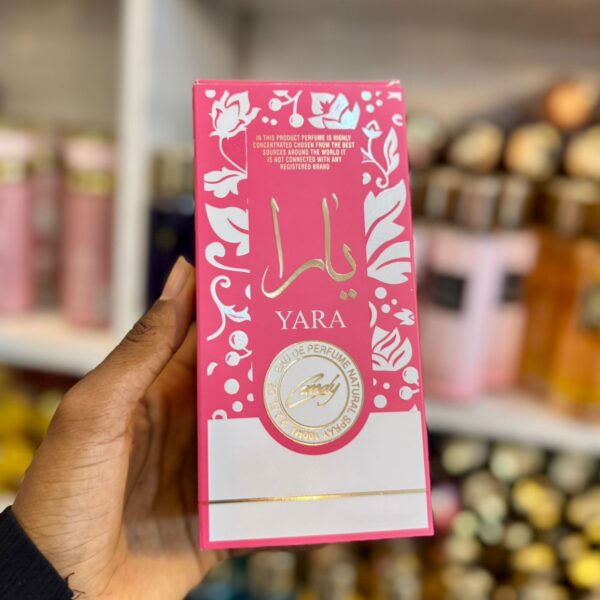 IN THIS PRODUCT PERFUME IS HIGHLY
CONCENTRATED CHOSEN FROM THE BEST
SOURCES AROUND THE WORLD IT
IS NOT CONNECTED WITH ANY
REGISTERED BRAND
يارا
YARA
EAU DE PERFUME NATURAL SPRAY 100ML